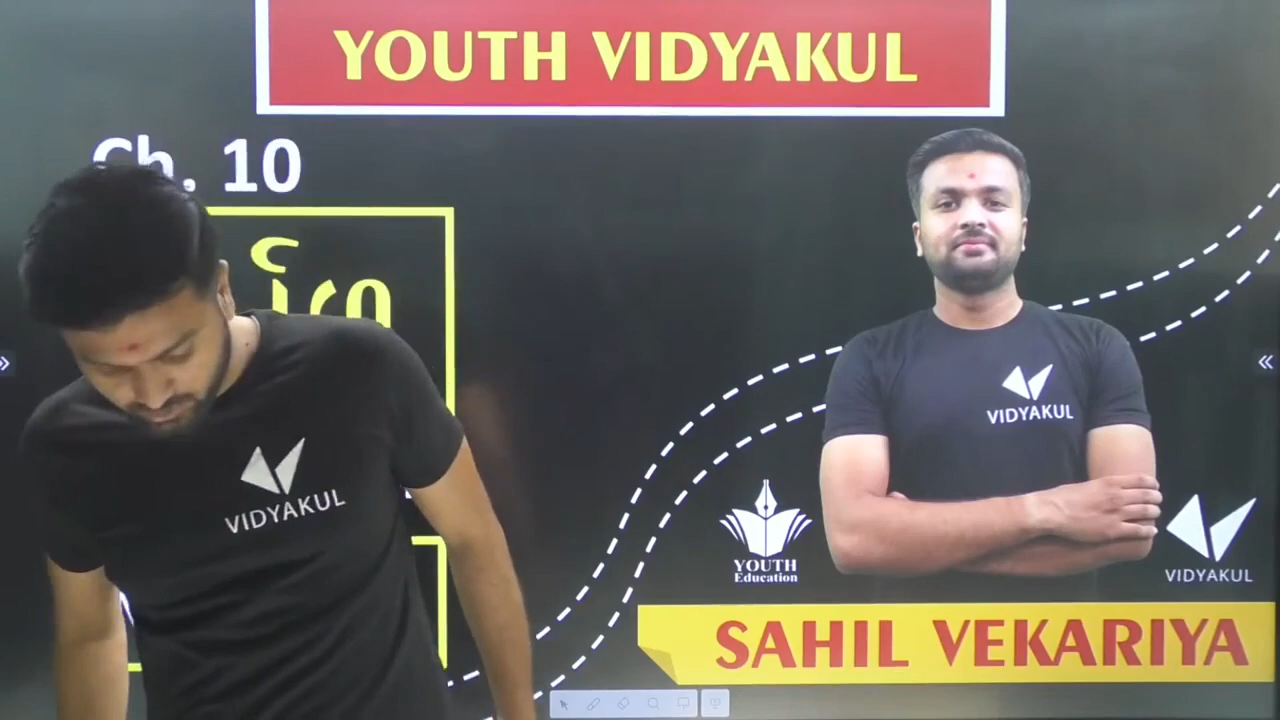 YOUTH VIDYAKUL
Ch. 10
VIDYAKUL
VIDYAKUL
YOUTH
Education
VIDYAKUL
SAHIL VEKARIYA